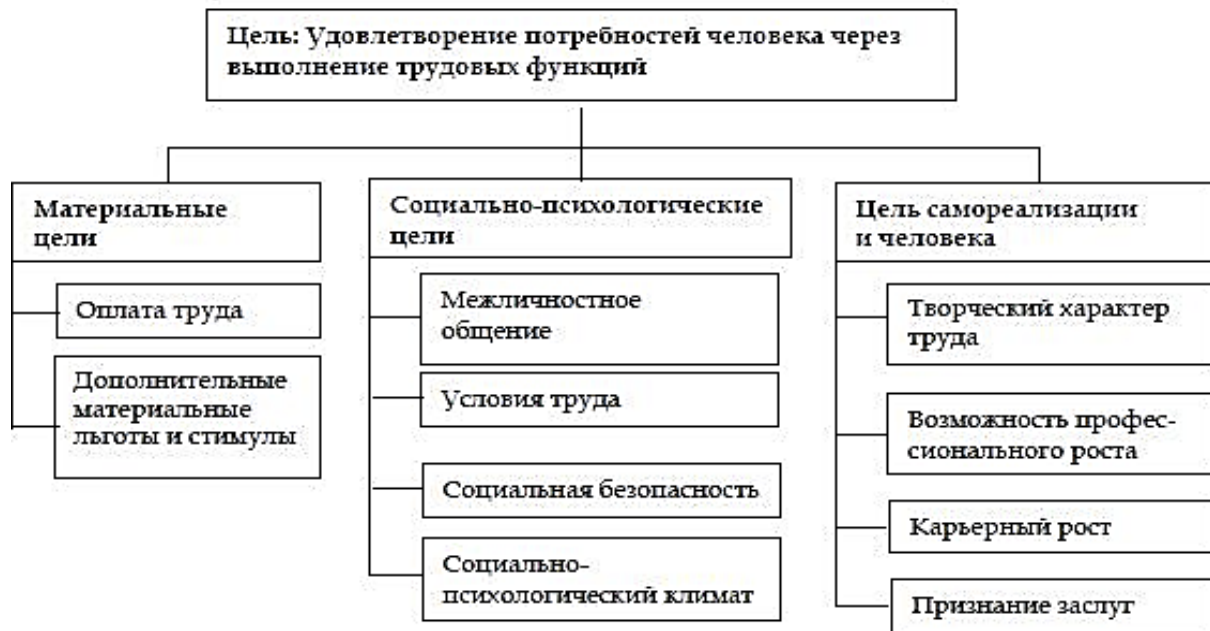 Цель: Удовлетворение потребностей человека через
выполнение трудовых функций
Материальные
цели
Оплата труда
Дополнительные
материальные
льготы и стимулы
Социально-психологические
цели
Межличностное
общение
Условия труда
Социальная безопасность
Социально-
психологический климат
Цель самореализации
и человека
Творческий характер
труда
Возможность профес-
сионального роста
Карьерный рост
Признание заслуг